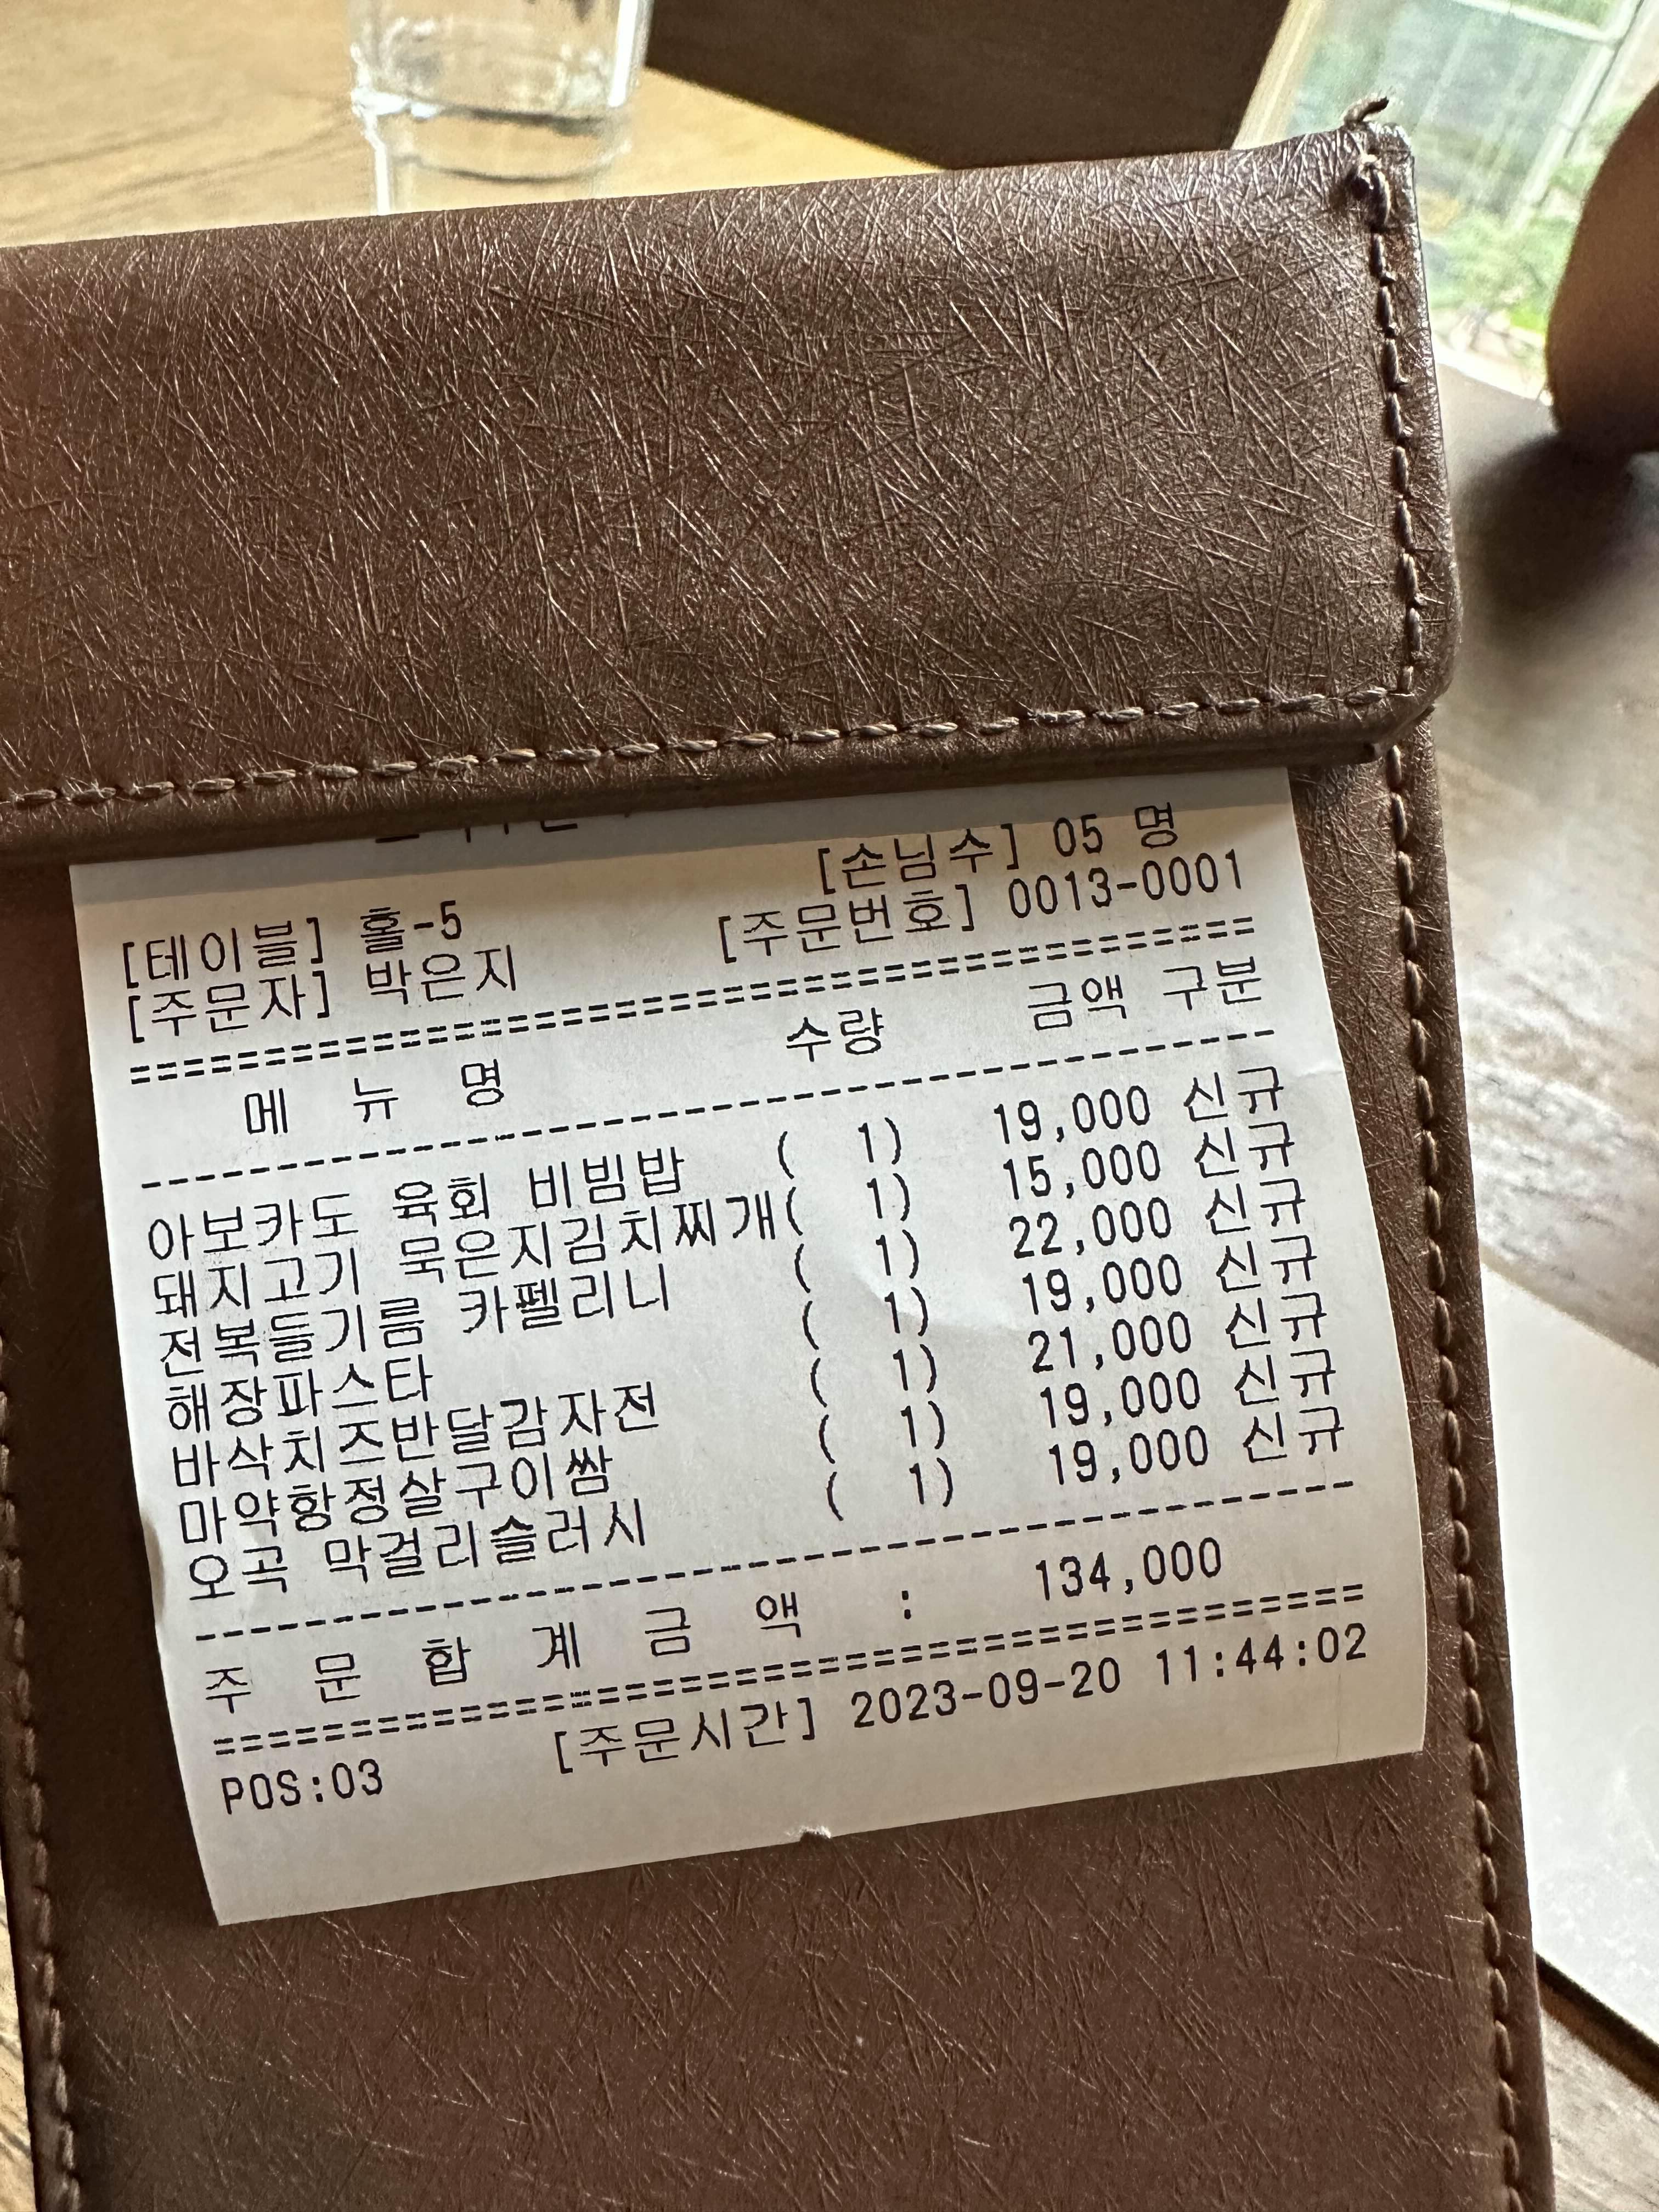 [테이블] 홀-5 [손님수] 05 명
[주문자] 박은지 [주문번호] 0013-0001
==========================================
메 뉴 명 수량 금액 구분
------------------------------------------
아보카도 육회 비빔밥 ( 1) 19,000 신규
돼지고기 묵은지김치찌개( 1) 15,000 신규
전복들기름 카펠리니 ( 1) 22,000 신규
해장파스타 ( 1) 19,000 신규
바삭치즈반달감자전 ( 1) 21,000 신규
마약항정살구이쌈 ( 1) 19,000 신규
오곡 막걸리슬러시 ( 1) 19,000 신규
------------------------------------------
주 문 합 계 금 액 : 134,000
==========================================
POS:03 [주문시간] 2023-09-20 11:44:02